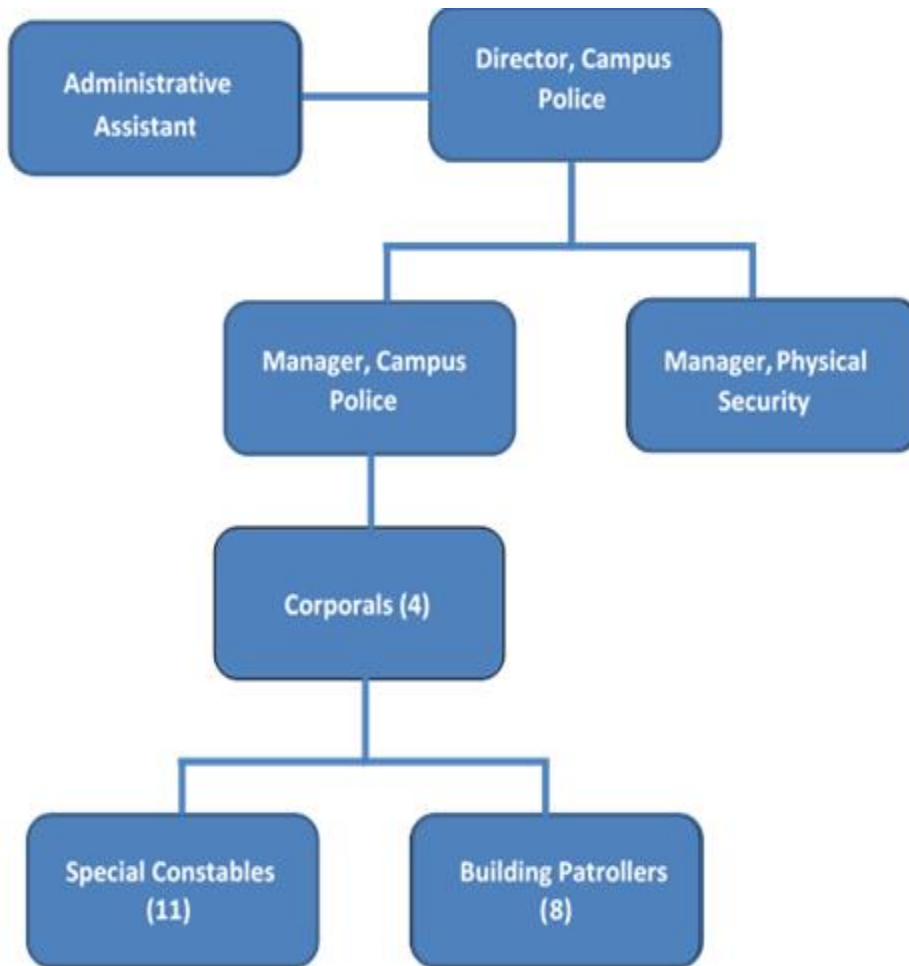 Administrative
Assistant
Director, Campus
Police
Manager, Campus
Police
Manager, Physical
Security
Corporals (4)
Special Constables
(11)
Building Patrollers
(8)